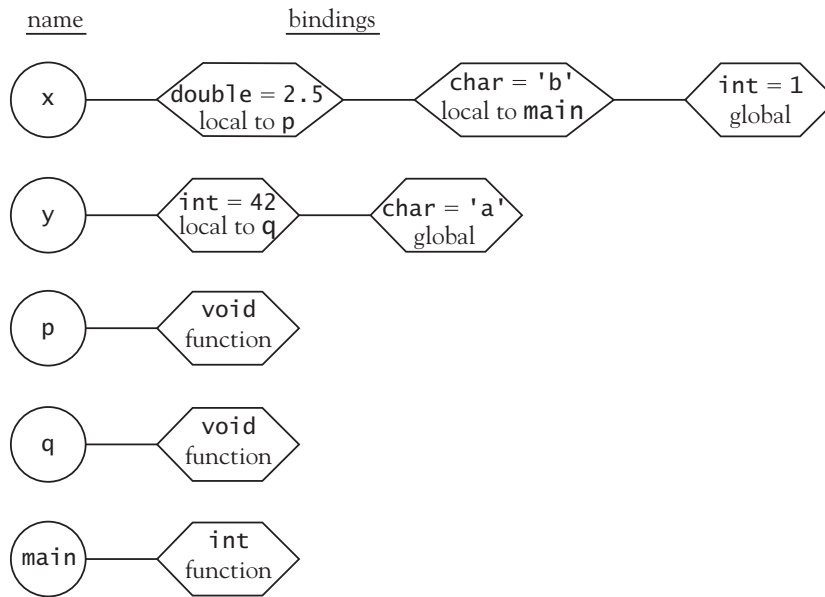 name bindings
x
double = 2.5
local to p
char = 'b'
local to main
int = 1
global
y
int = 42
local to q
char = 'a'
global
p
void
function
q
void
function
main
int
function